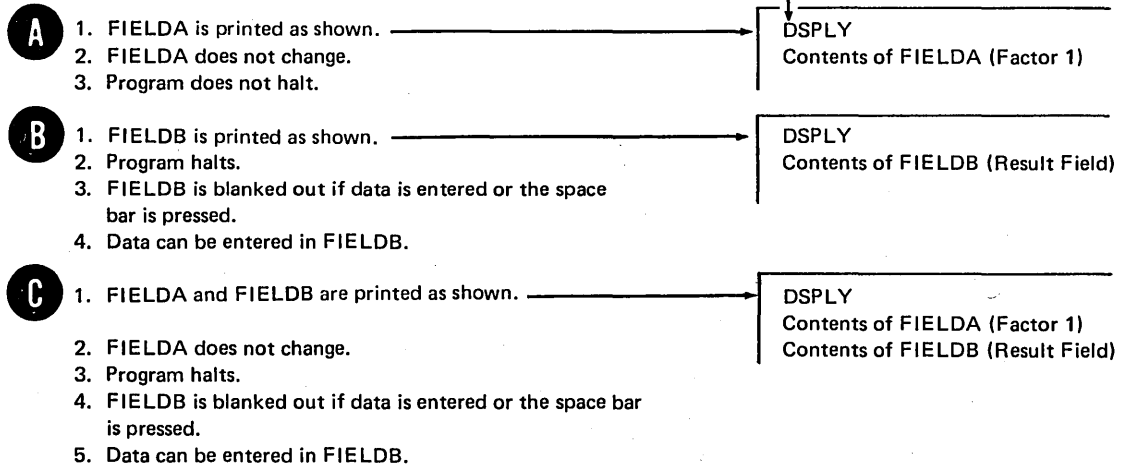 A
1. FIELDA is printed as shown.
DSPLY
2. FIELDA does not change.
Contents of FIELDA (Factor 1)
3. Program does not halt.
B
1. FIELDB is printed as shown.
DSPLY
2. Program halts.
Contents of FIELDB (Result Field)
3. FIELDB is blanked out if data is entered or the space
bar is pressed.
4. Data can be entered in FIELDB.
C
1. FIELDA and FIELDB are printed as shown.
DSPLY
Contents of FIELDA (Factor 1)
2. FIELDA does not change.
Contents of FIELDB (Result Field)
3. Program halts.
4. FIELDB is blanked out if data is entered or the space bar
is pressed.
5. Data can be entered in FIELDB.